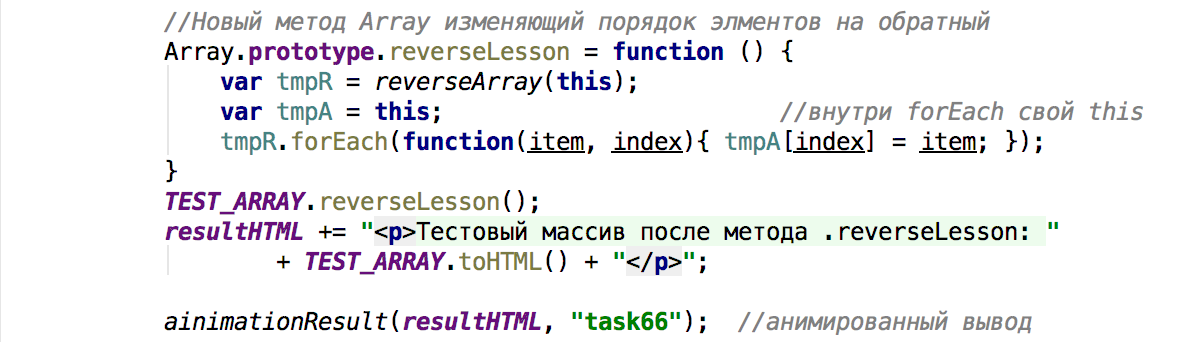 //Новый метод Array изменяющий порядок элментов на обратный
Array.prototype.reverseLesson = function () {
    var tmpR = reverseArray(this);
    var tmpA = this;                      //внутри forEach свой this
    tmpR.forEach(function(item, index){ tmpA[index] = item; });
}
TEST_ARRAY.reverseLesson();
resultHTML += "<p>Тестовый массив после метода .reverseLesson: "
        + TEST_ARRAY.toHTML() + "</p>";
ainimationResult(resultHTML, "task66");  //анимированный вывод